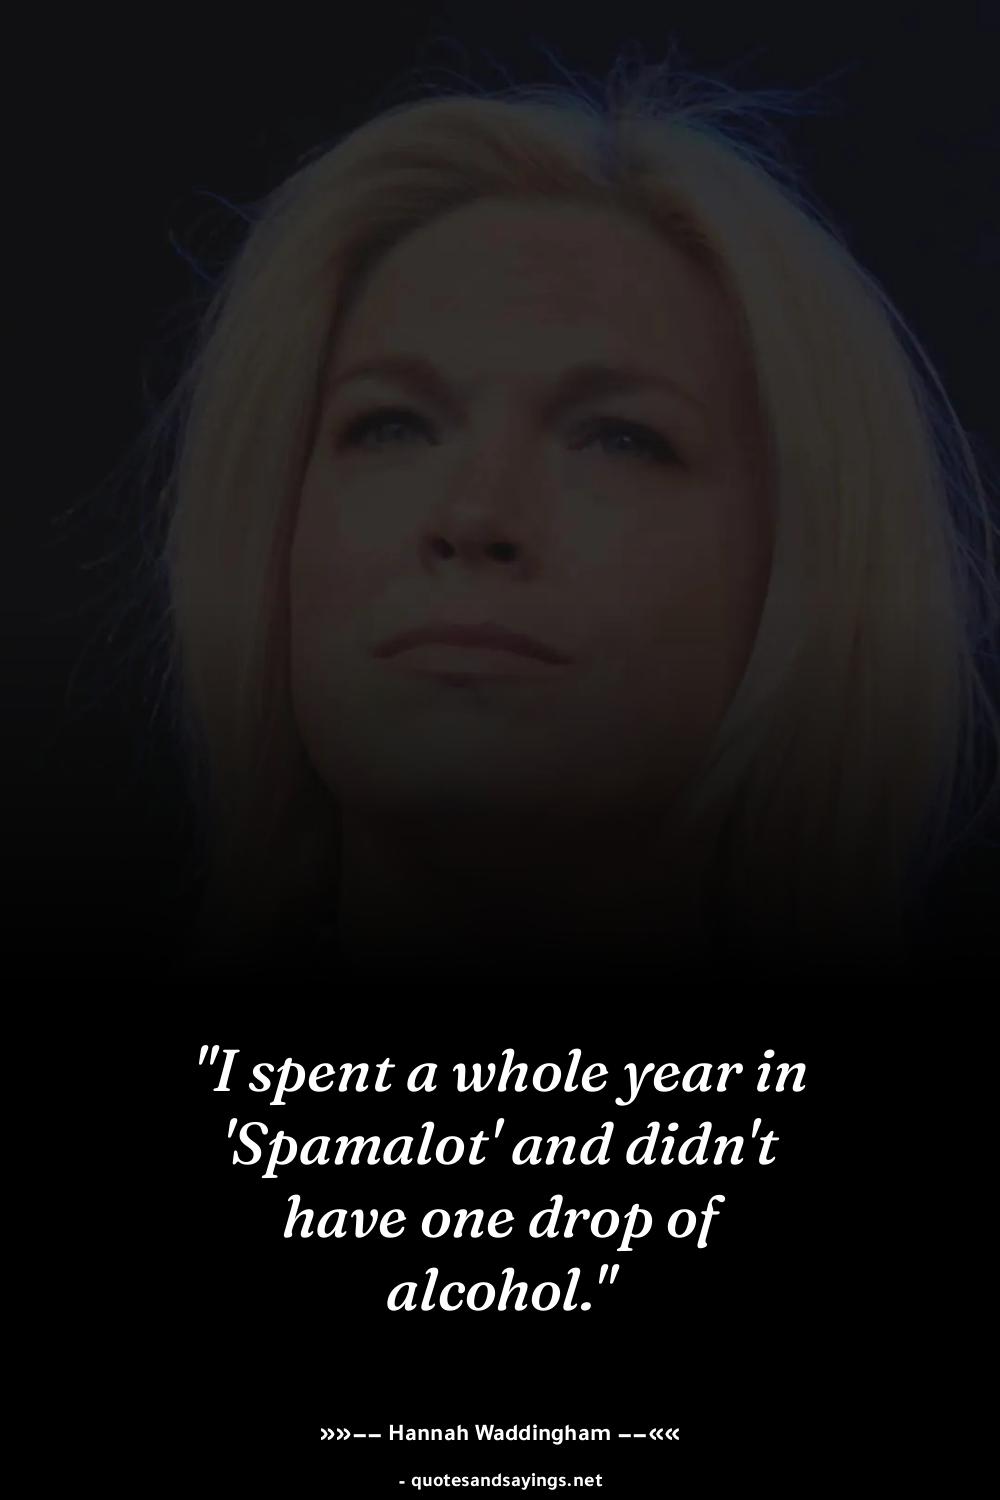 "I spent a whole year in
'Spamalot' and didn't
have one drop of
alcohol."
»»−− Hannah Waddingham −−««
- quotesandsayings.net